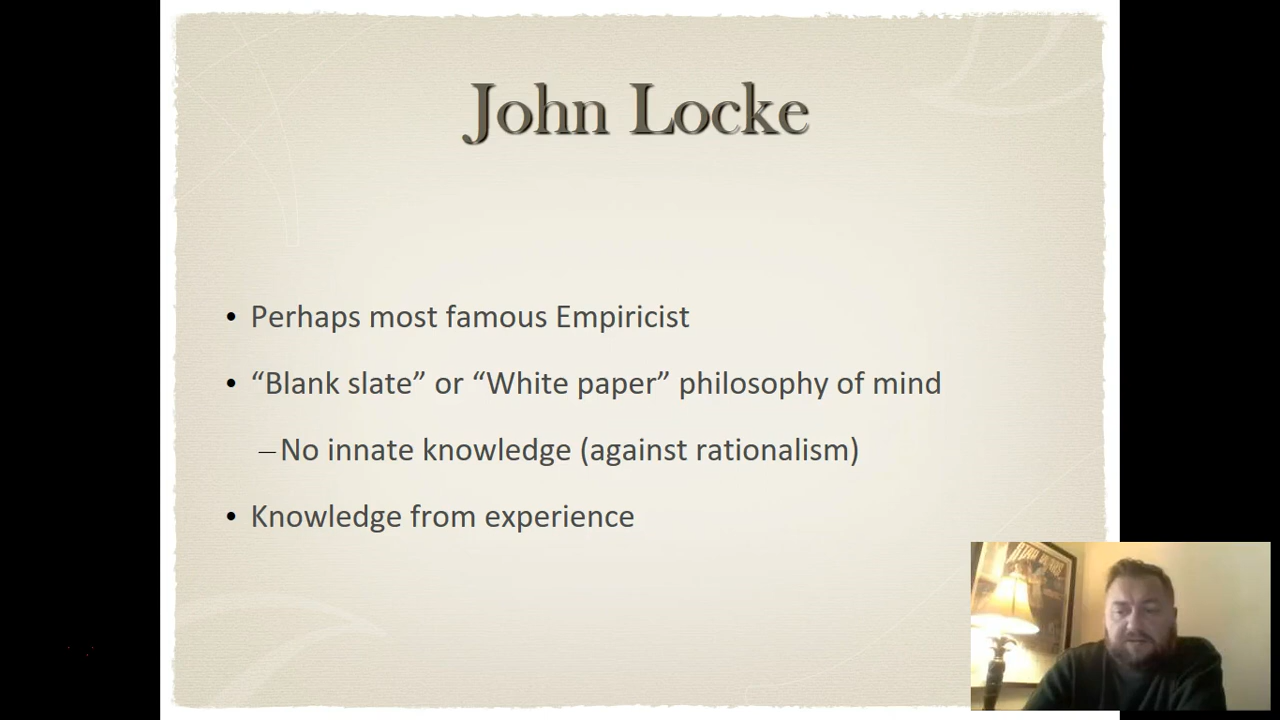 John Locke
• Perhaps most famous Empiricist
• “Blank slate” or “White paper” philosophy of mind
– No innate knowledge (against rationalism)
• Knowledge from experience